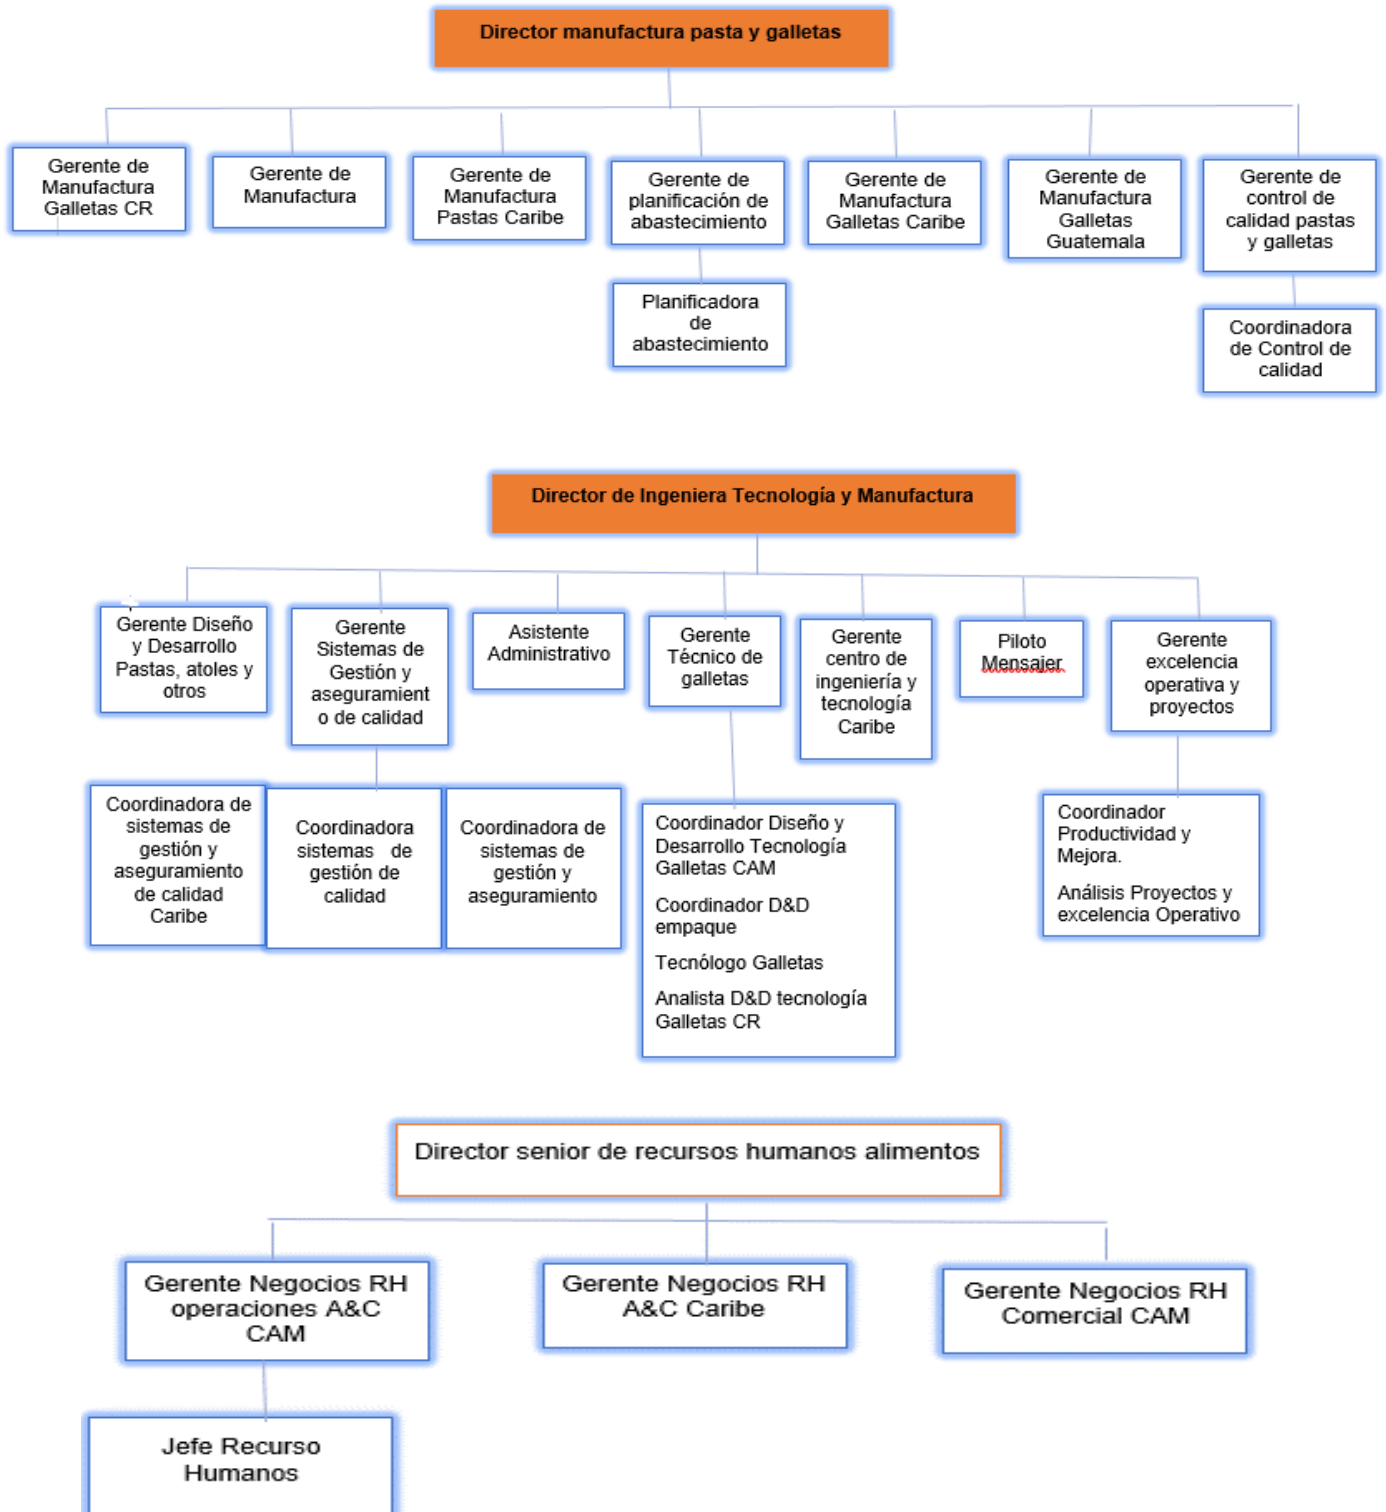 Director manufactura pasta y galletas
Gerente de
Manufactura
Galletas CR
Gerente de
Manufactura
Gerente de
Manufactura
Pastas Caribe
Gerente de
planificación de
abastecimiento
Gerente de
Manufactura
Galletas Caribe
Gerente de
Manufactura
Galletas
Guatemala
Gerente de
control de
calidad pastas
y galletas
Planificadora
de
abastecimiento
Coordinadora
de Control de
calidad
Director de Ingeniera Tecnología y Manufactura
Gerente Diseño
y Desarrollo
Pastas, atoles y
otros
Gerente
Sistemas de
Gestión y
aseguramient
o de calidad
Asistente
Administrativo
Gerente
Técnico de
galletas
Gerente
centro de
ingeniería y
tecnología
Caribe
Piloto
Mensajer
Gerente
excelencia
operativa y
proyectos
Coordinadora de
sistemas de
gestión y
aseguramiento
de calidad
Caribe
Coordinadora
sistemas de
gestión de
calidad
Coordinadora de
sistemas de
gestión y
aseguramiento
Coordinador Diseño y
Desarrollo Tecnología
Galletas CAM
Coordinador D&D
empaque
Tecnólogo Galletas
Analista D&D tecnología
Galletas CR
Coordinador
Productividad y
Mejora.
Análisis Proyectos y
excelencia Operativo
Director senior de recursos humanos alimentos
Gerente Negocios RH
operaciones A&C
CAM
Gerente Negocios RH
A&C Caribe
Gerente Negocios RH
Comercial CAM
Jefe Recurso
Humanos